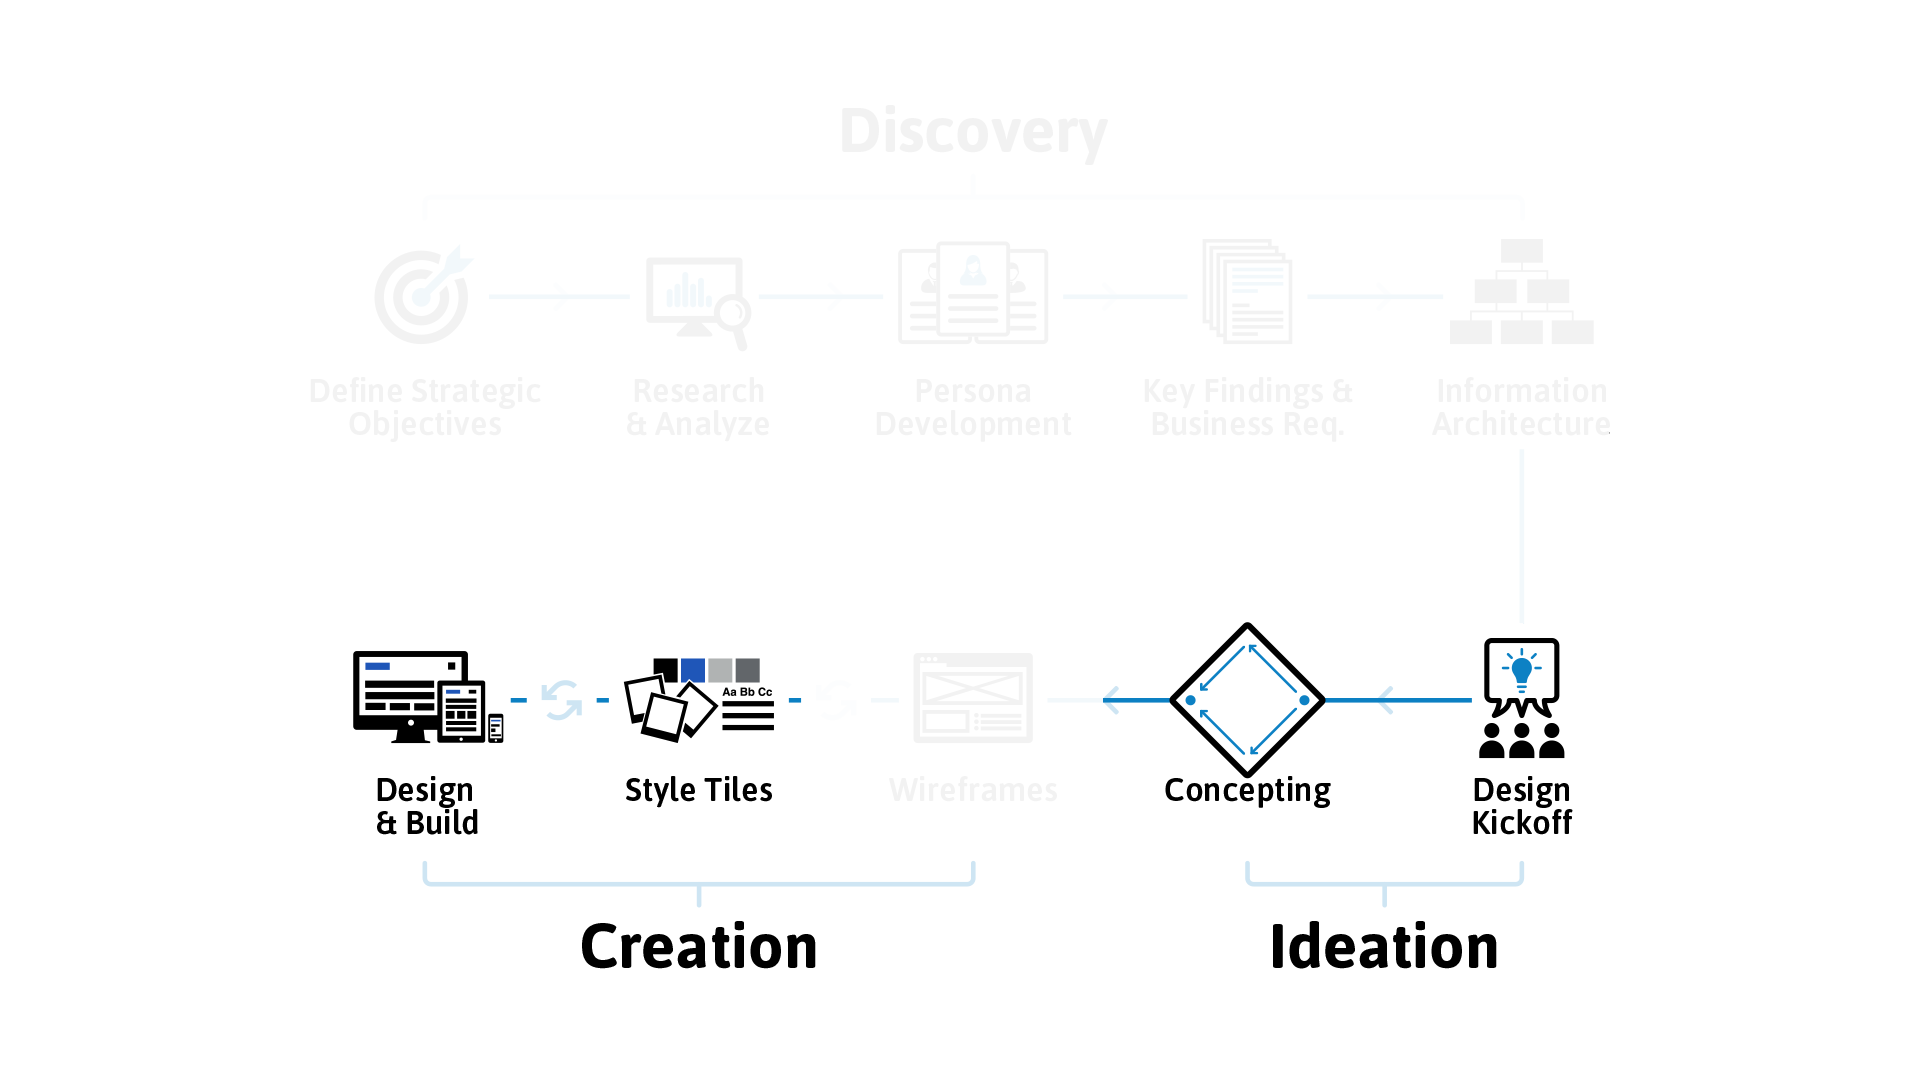 Discovery
Define Strategic
Objectives
Research
& Analyze
Persona
Development
Key Findings &
Business Req.
Information
Architecture
Aa Bb Cc
Design
& Build
Style Tiles
Wireframes
Concepting
Design
Kickoff
Creation
Ideation